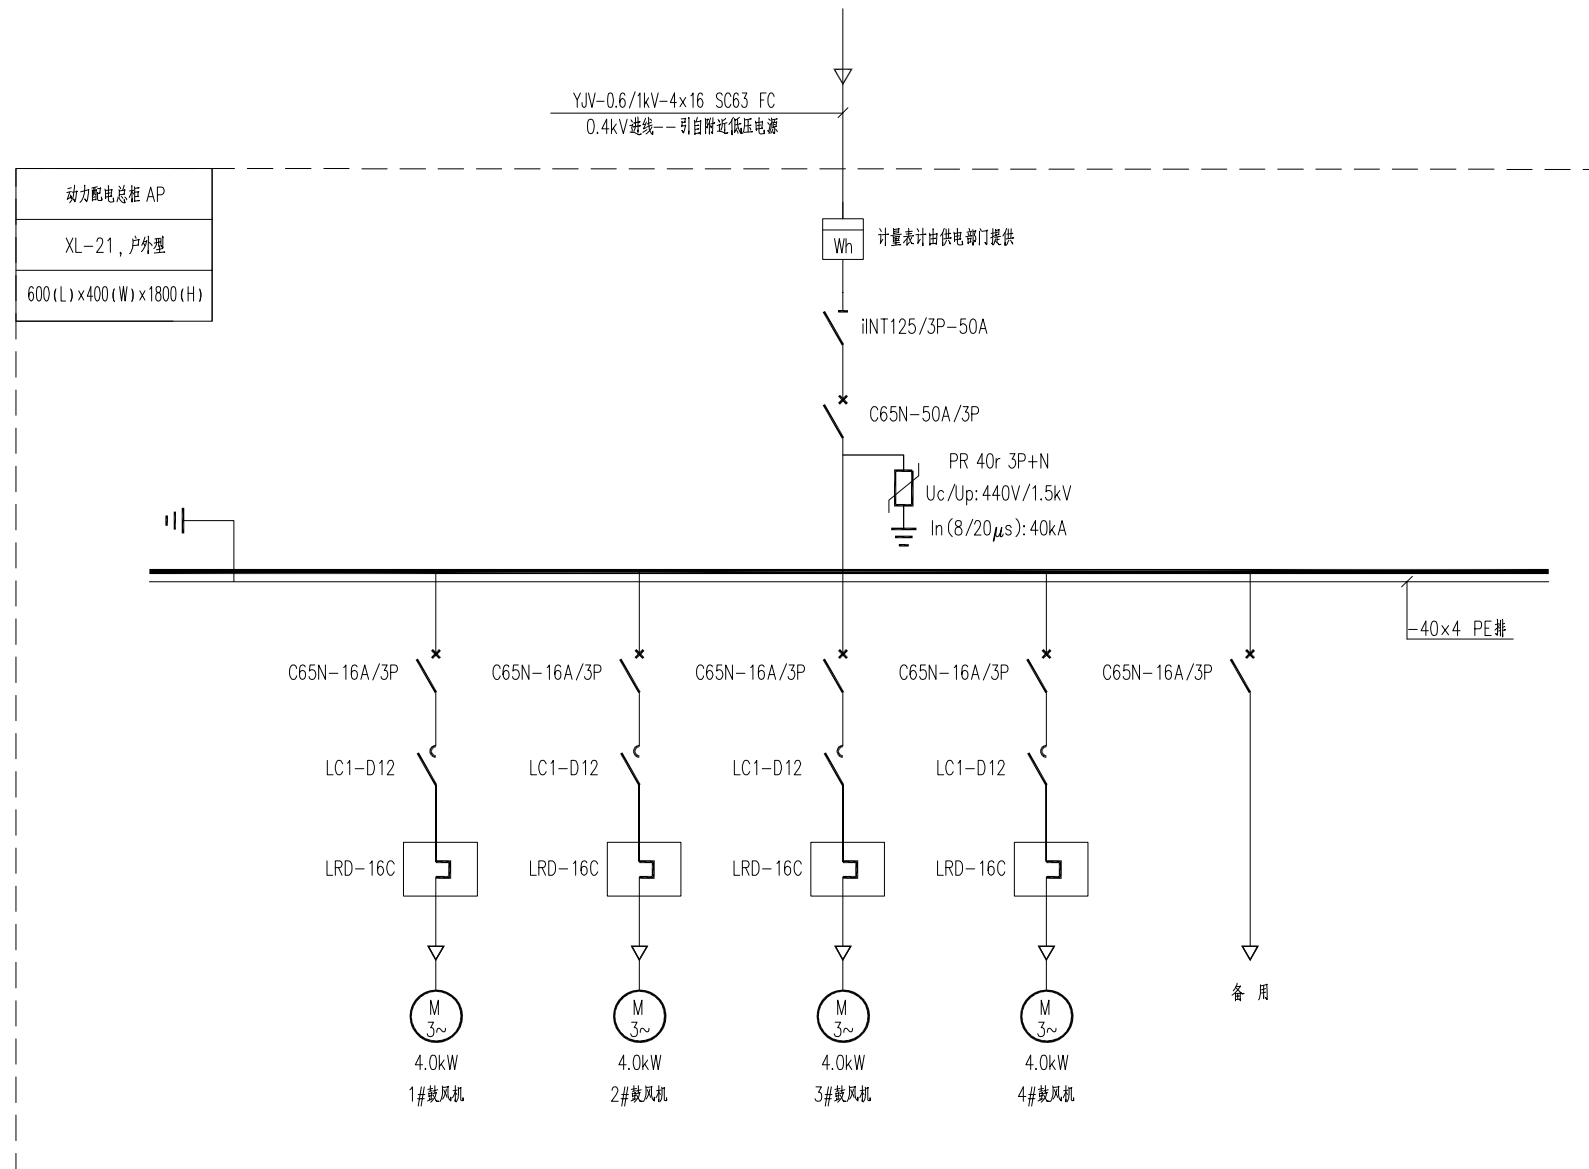 YJV-0.6/1kV-4x16 SC63 FC
0.4kV进线--引自附近低压电源
动力配电总柜 AP
XL-21,户外型
600(L)x400(W)x1800(H)
Wh
计量表计由供电部门提供
iINT125/3P-50A
C65N-50A/3P
PR 40r 3P+N
Uc/Up:440V/1.5kV
In(8/20μs):40kA
-40x4 PE排
C65N-16A/3P
C65N-16A/3P
C65N-16A/3P
C65N-16A/3P
C65N-16A/3P
LC1-D12
LC1-D12
LC1-D12
LC1-D12
LRD-16C
LRD-16C
LRD-16C
LRD-16C
备 用
M
3~
M
3~
M
3~
M
3~
4.0kW
4.0kW
4.0kW
4.0kW
1#鼓风机
2#鼓风机
3#鼓风机
4#鼓风机